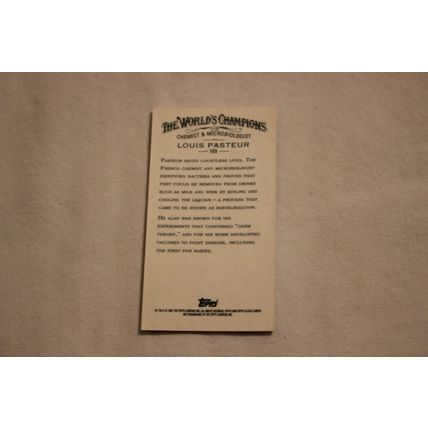 THE WORLD'S CHAMPIONS
CHEMIST & MICROBIOLOGIST
LOUIS PASTEUR
PASTEUR SAVED COUNTLESS LIVES. THE
FRENCH CHEMIST AND MICROBIOLOGIST
IDENTIFIED BACTERIA AND PROVED THAT
THEY COULD BE REMOVED FROM DRINKS
SUCH AS MILK AND WINE BY BOILING AND
COOLING THE LIQUIDS – A PROCESS THAT
CAME TO BE KNOWN AS PASTEURIZATION.
HE ALSO WAS KNOWN FOR HIS
EXPERIMENTS THAT CONFIRMED "GERM
THEORY," AND FOR HIS WORK DEVELOPING
VACCINES TO FIGHT DISEASE, INCLUDING
THE FIRST FOR RABIES.
Topps